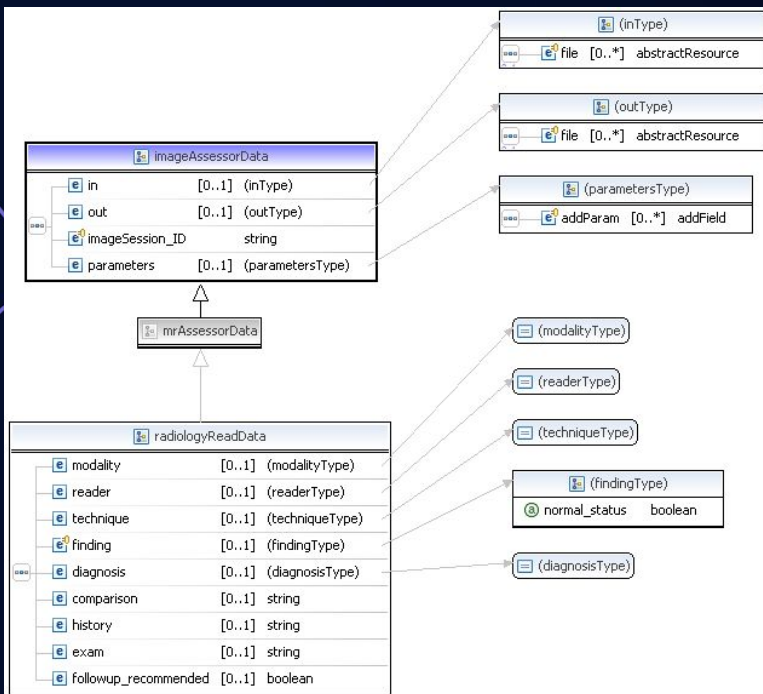 (inType)
file [0..*] abstractResource
(outType)
file [0..*] abstractResource
imageAssessorData
in [0..1] (inType)
out [0..1] (outType)
imageSession_ID string
parameters [0..1] (parametersType)
(parametersType)
addParam [0..*] addField
mrAssessorData
radiologyReadData
modality [0..1] (modalityType)
reader [0..1] (readerType)
technique [0..1] (techniqueType)
finding [0..1] (findingType)
diagnosis [0..1] (diagnosisType)
comparison [0..1] string
history [0..1] string
exam [0..1] string
followup_recommended [0..1] boolean
(modalityType)
(readerType)
(techniqueType)
(findingType)
normal_status boolean
(diagnosisType)